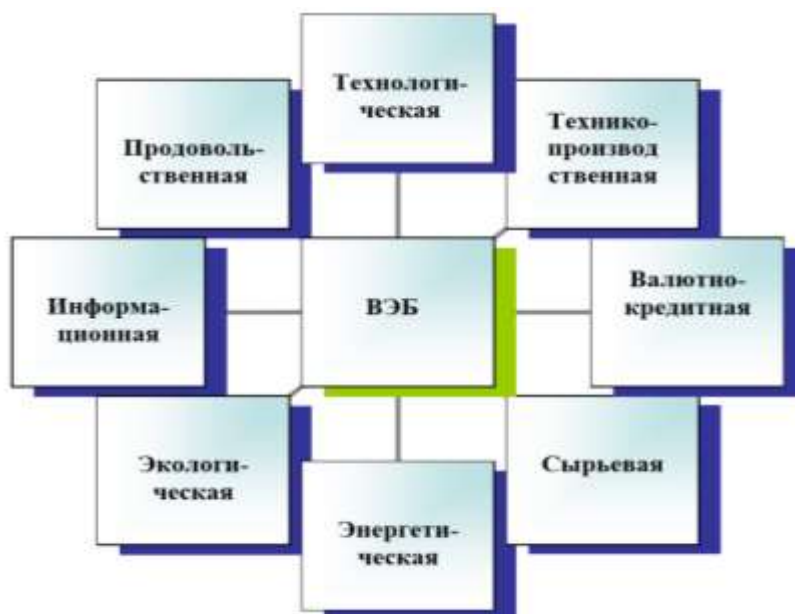 Технологи-
ческая
Продоволь-
ственная
Технико-
производ
ственная
Информа-
ционная
ВЭБ
Валютно-
кредитная
Экологи-
ческая
Энергети-
ческая
Сырьевая